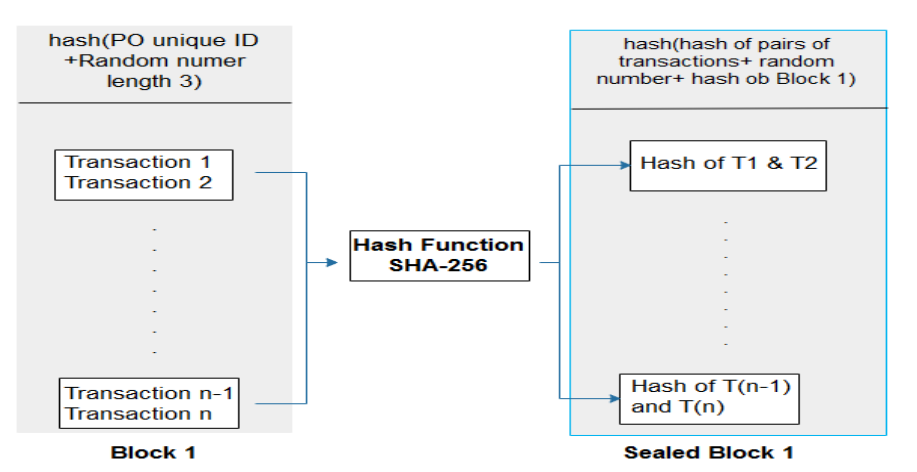 hash(PO unique ID
+Random numer
length 3)
Transaction 1
Transaction 2
Transaction n-1
Transaction n
Block 1
Hash Function
SHA-256
hash(hash of pairs of
transactions+ random
number+ hash ob Block 1)
Hash of T1 & T2
Hash of T(n-1)
and T(n)
Sealed Block 1